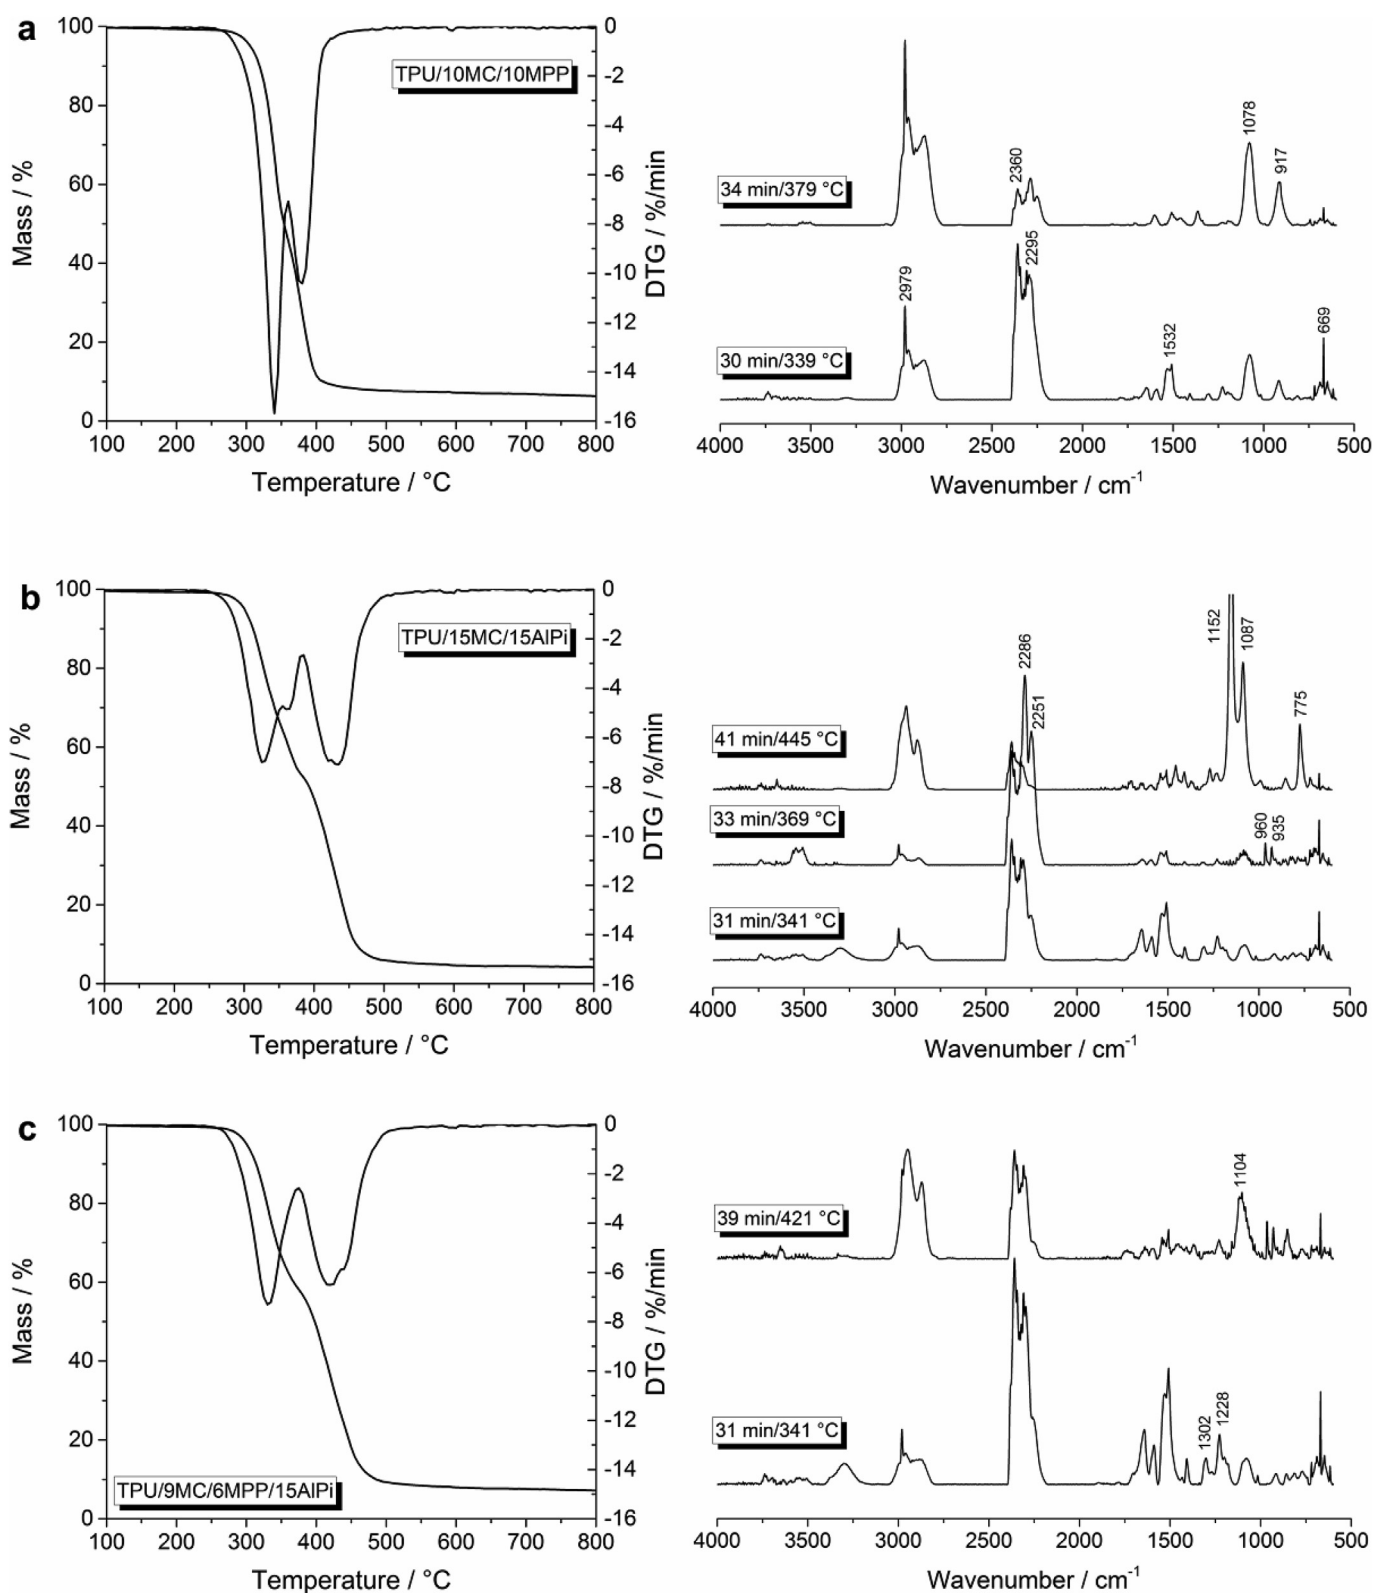 a
TPU/10MC/10MPP
Mass / %
100
80
60
40
20
0
DTG / %/min
0
-2
-4
-6
-8
-10
-12
-14
-16
100 200 300 400 500 600 700 800
Temperature / °C
34 min/379 °C
2360
1078
917
30 min/339 °C
2979
2295
1532
669
4000 3500 3000 2500 2000 1500 1000 500
Wavenumber / cm-1
b
TPU/15MC/15AlPi
Mass / %
100
80
60
40
20
0
DTG / %/min
0
-2
-4
-6
-8
-10
-12
-14
-16
100 200 300 400 500 600 700 800
Temperature / °C
41 min/445 °C
2286
2251
1152
1087
775
33 min/369 °C
960
935
31 min/341 °C
4000 3500 3000 2500 2000 1500 1000 500
Wavenumber / cm-1
c
TPU/9MC/6MPP/15AlPi
Mass / %
100
80
60
40
20
0
DTG / %/min
0
-2
-4
-6
-8
-10
-12
-14
-16
100 200 300 400 500 600 700 800
Temperature / °C
39 min/421 °C
1104
31 min/341 °C
1302
1228
4000 3500 3000 2500 2000 1500 1000 500
Wavenumber / cm-1